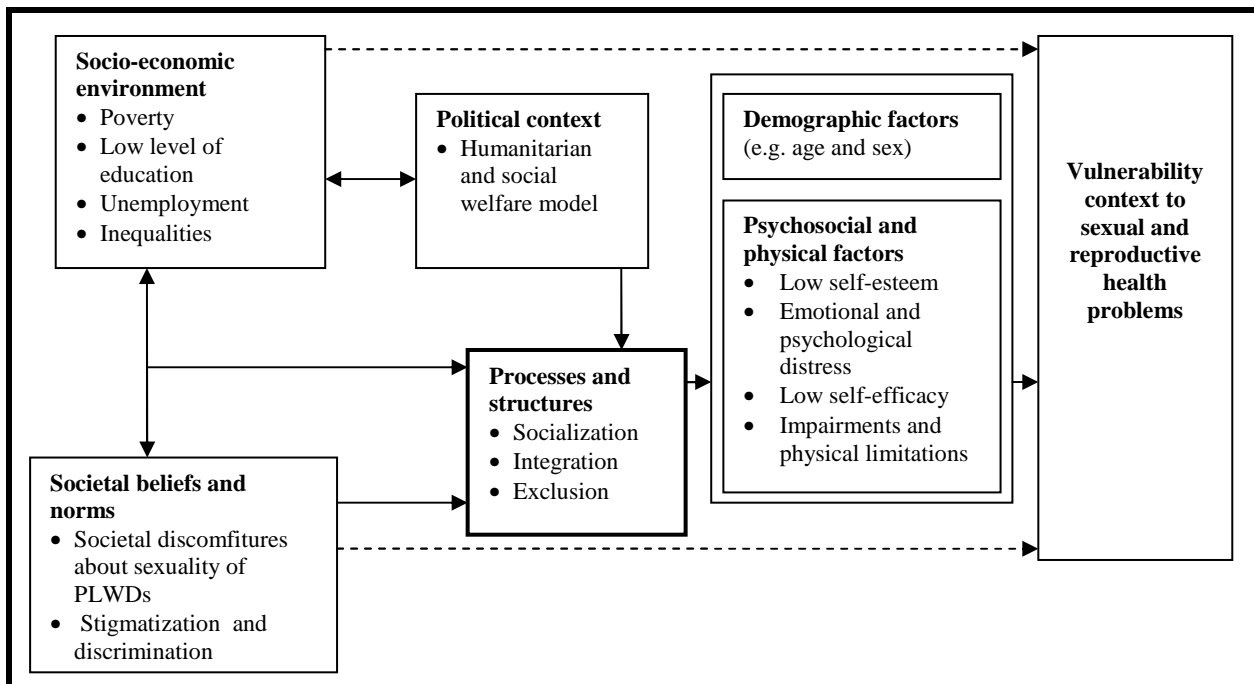 Socio-economic
environment
• Poverty
• Low level of
education
• Unemployment
• Inequalities
Political context
• Humanitarian
and social
welfare model
Demographic factors
(e.g. age and sex)
Psychosocial and
physical factors
• Low self-esteem
• Emotional and
psychological
distress
• Low self-efficacy
• Impairments and
physical limitations
Vulnerability
context to
sexual and
reproductive
health
problems
Processes and
structures
• Socialization
• Integration
• Exclusion
Societal beliefs and
norms
• Societal discomfitures
about sexuality of
PLWDs
• Stigmatization and
discrimination